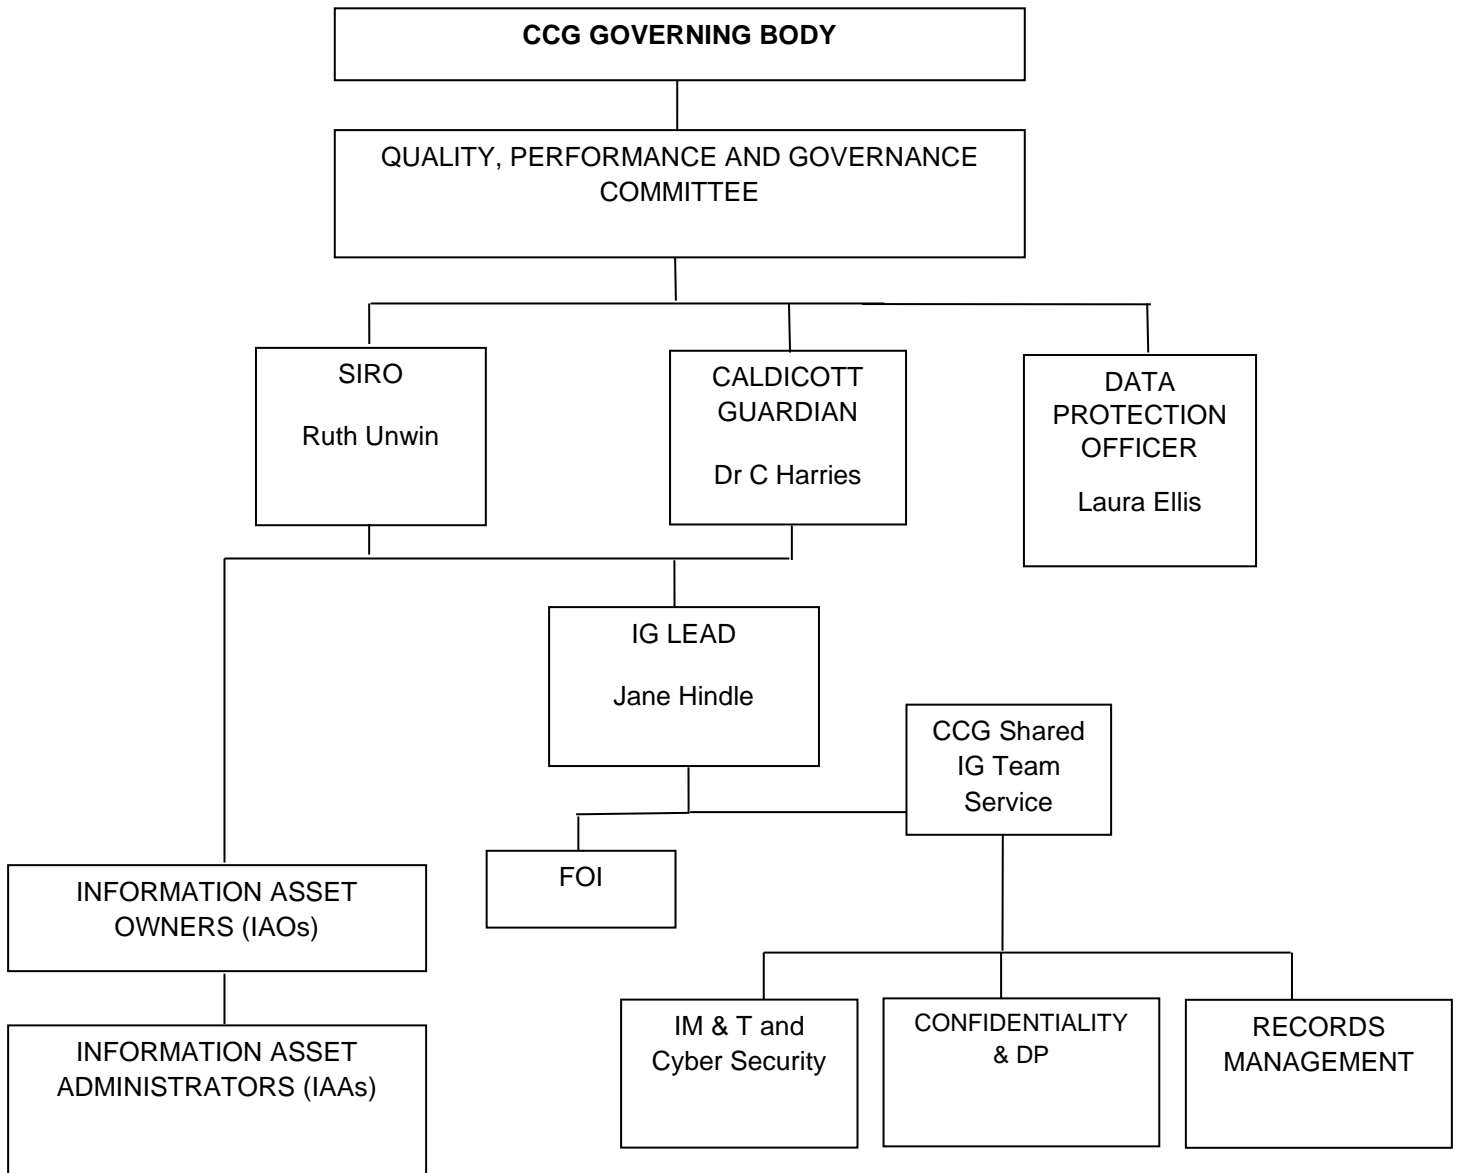 CCG GOVERNING BODY
QUALITY, PERFORMANCE AND GOVERNANCE
COMMITTEE
SIRO
Ruth Unwin
CALDICOTT
GUARDIAN
Dr C Harries
DATA
PROTECTION
OFFICER
Laura Ellis
IG LEAD
Jane Hindle
CCG Shared
IG Team
Service
FOI
INFORMATION ASSET
OWNERS (IAOs)
INFORMATION ASSET
ADMINISTRATORS (IAAs)
IM & T and
Cyber Security
CONFIDENTIALITY
& DP
RECORDS
MANAGEMENT